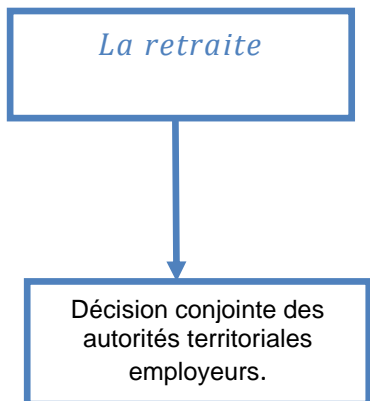 La retraite
Décision conjointe des
autorités territoriales
employeurs.